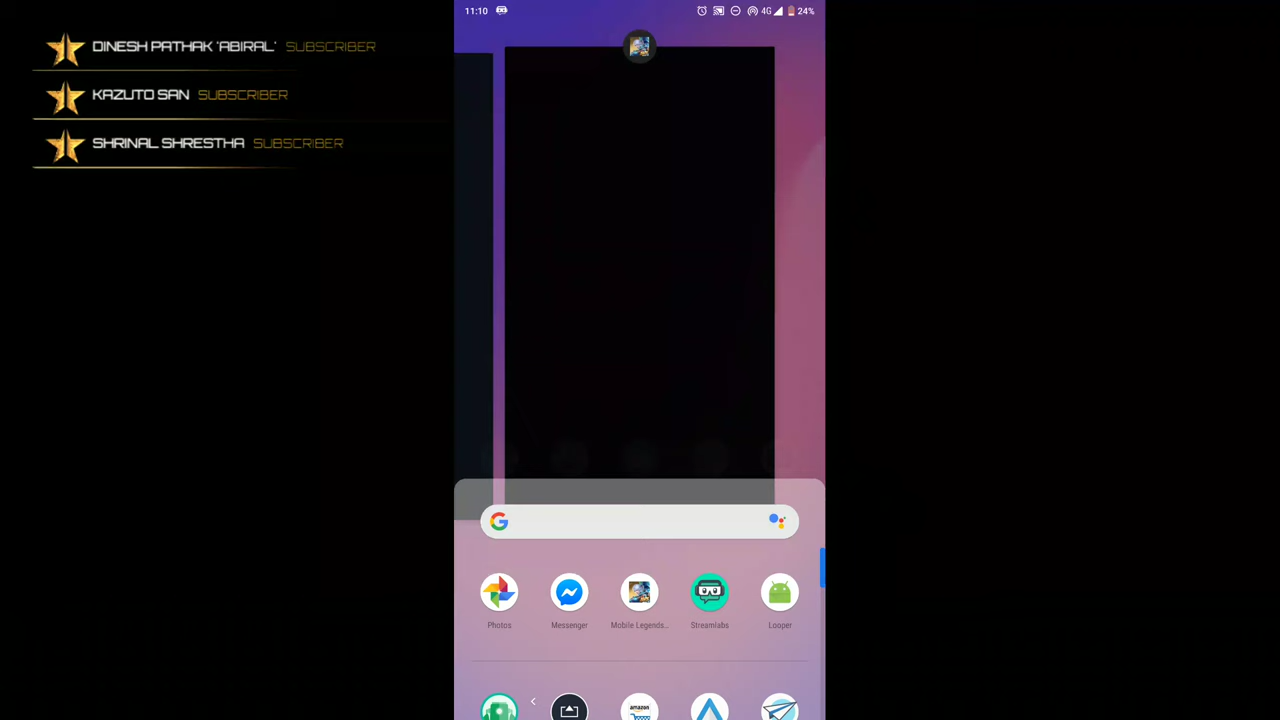 11:10 4G 24%
DINESH PATHAK 'ABIRAL' SUBSCRIBER
KAZUTO SAN SUBSCRIBER
SHRINAL SHRESTHA SUBSCRIBER
Photos Messenger Mobile Legends... Streamlabs Looper
amazon